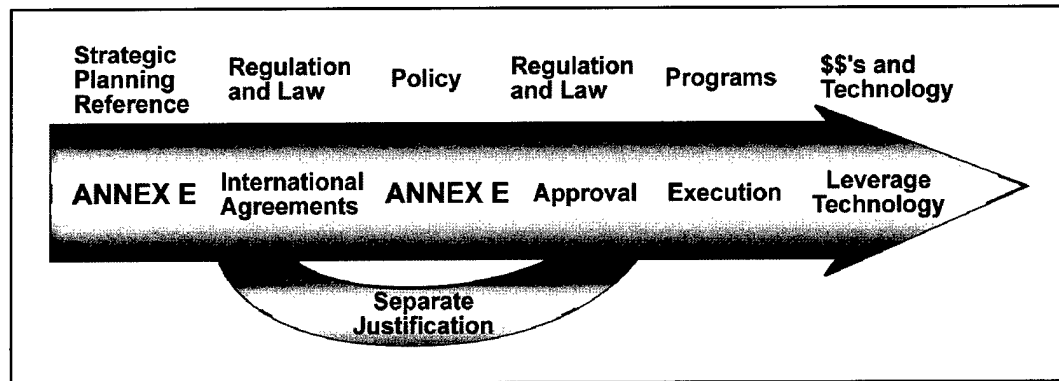 Strategic
Planning
Reference
Regulation
and Law
Policy
Regulation
and Law
Programs
$$'s and
Technology
ANNEX E
International
Agreements
ANNEX E
Approval
Execution
Leverage
Technology
Separate
Justification